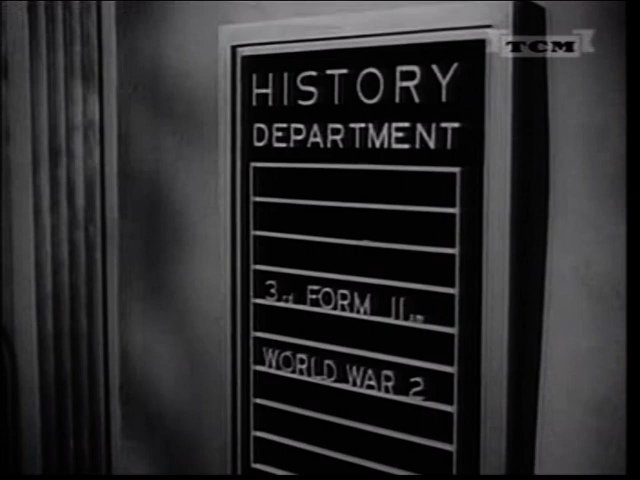 TCM
HISTORY
DEPARTMENT
3rd FORM 11am
WORLD WAR 2